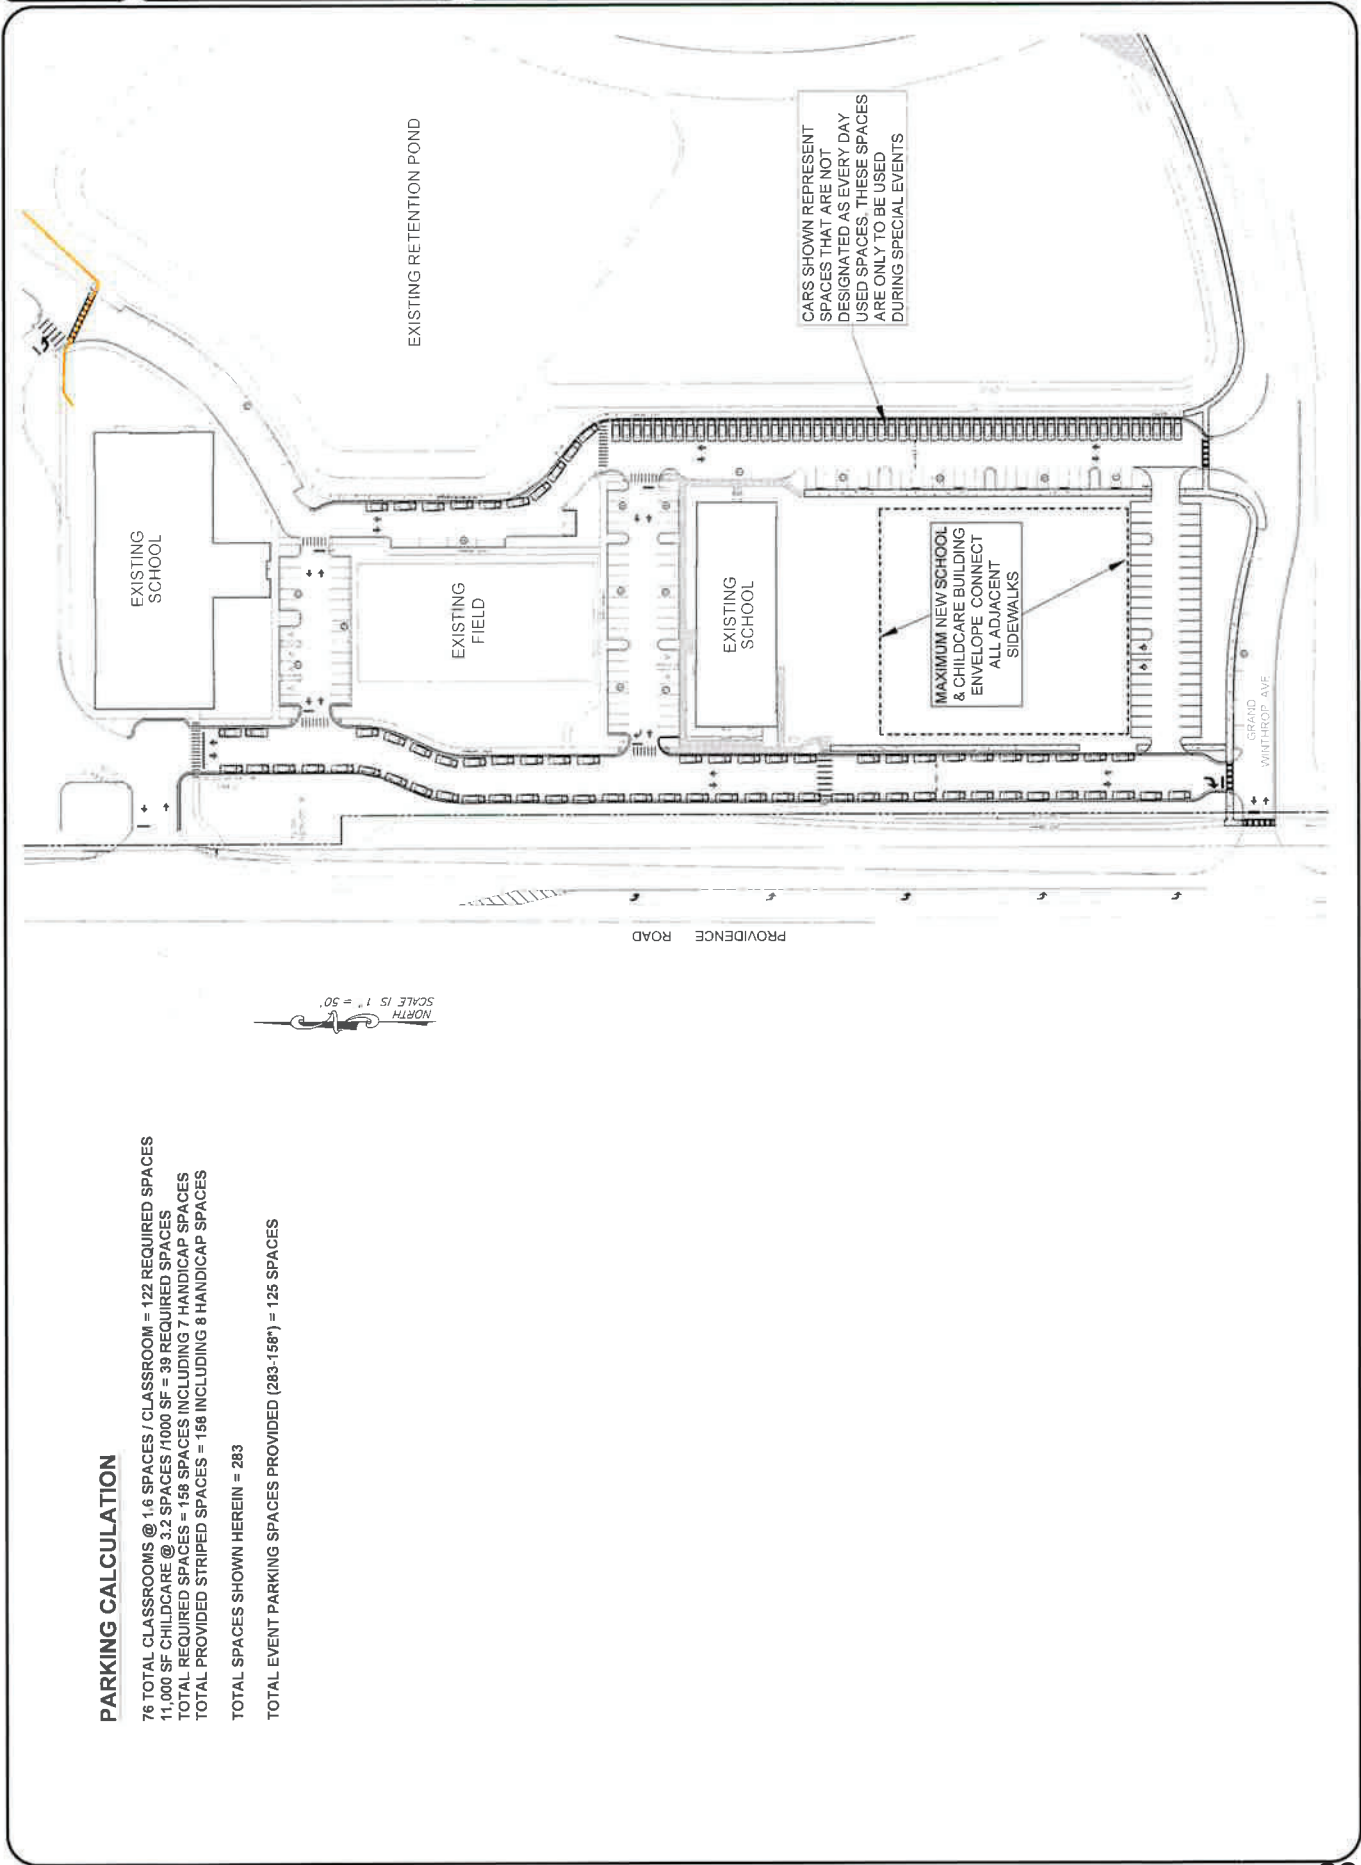 PARKING CALCULATION
76 TOTAL CLASSROOMS @ 1.6 SPACES / CLASSROOM = 122 REQUIRED SPACES
11,000 SF CHILDCARE @ 3.2 SPACES /1000 SF = 39 REQUIRED SPACES
TOTAL REQUIRED SPACES = 158 SPACES INCLUDING 7 HANDICAP SPACES
TOTAL PROVIDED STRIPED SPACES = 158 INCLUDING 8 HANDICAP SPACES
TOTAL SPACES SHOWN HEREIN = 283
TOTAL EVENT PARKING SPACES PROVIDED (283-158*) = 125 SPACES
NORTH
SCALE IS 1" = 50'
PROVIDENCE ROAD
EXISTING
SCHOOL
EXISTING
FIELD
EXISTING
SCHOOL
MAXIMUM NEW SCHOOL
& CHILDCARE BUILDING
ENVELOPE CONNECT
ALL ADJACENT
SIDEWALKS
GRAND
WINTHROP AVE
EXISTING RETENTION POND
CARS SHOWN REPRESENT
SPACES THAT ARE NOT
DESIGNATED AS EVERY DAY
USED SPACES. THESE SPACES
ARE ONLY TO BE USED
DURING SPECIAL EVENTS